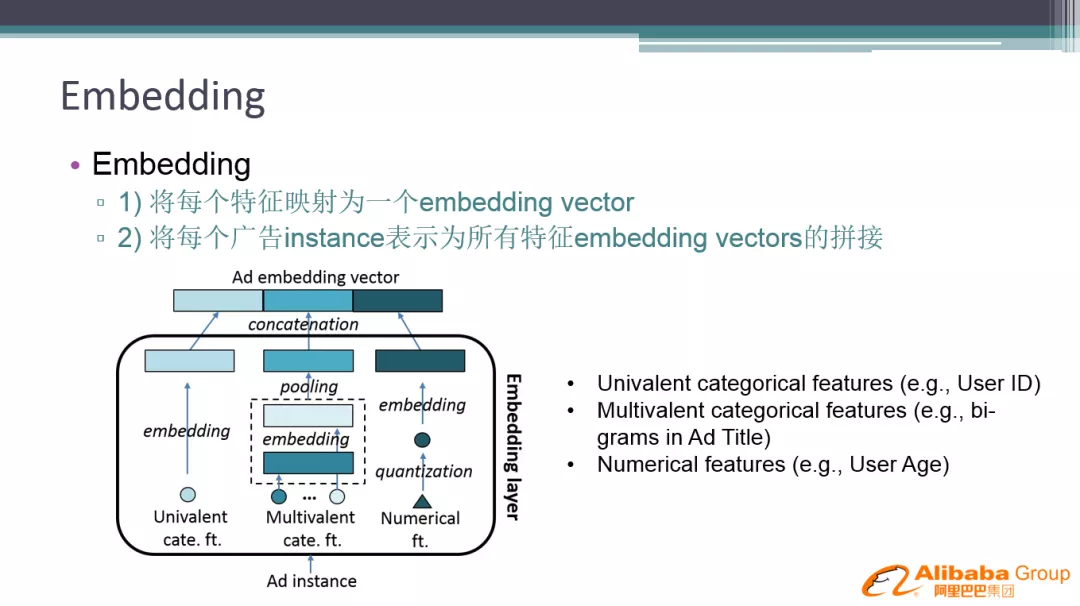 Embedding
• Embedding
▫ 1) 将每个特征映射为一个embedding vector
▫ 2) 将每个广告instance表示为所有特征embedding vectors的拼接
Ad embedding vector
concatenation
pooling
embedding
embedding
embedding
quantization
...
Univalent
cate. ft.
Multivalent
cate. ft.
Numerical
ft.
Embedding layer
Ad instance
• Univalent categorical features (e.g., User ID)
• Multivalent categorical features (e.g., bi-
grams in Ad Title)
• Numerical features (e.g., User Age)
Alibaba Group
阿里巴巴集团